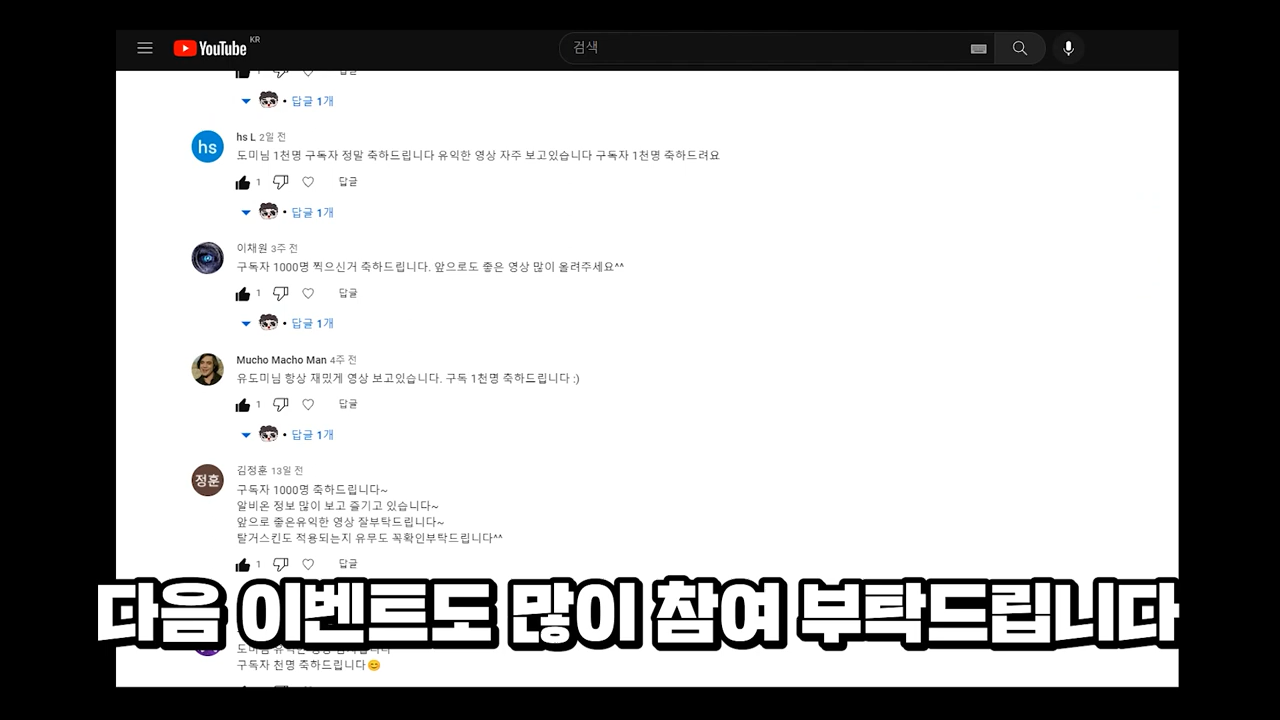 YouTube KR
검색
답글
답글 1개
hs
hs L 2일 전
도미님 1천명 구독자 정말 축하드립니다 유익한 영상 자주 보고있습니다 구독자 1천명 축하드려요
1 답글
답글 1개
이채원 3주 전
구독자 1000명 찍으신거 축하드립니다. 앞으로도 좋은 영상 많이 올려주세요^^
1 답글
답글 1개
Mucho Macho Man 4주 전
유도미님 항상 재밌게 영상 보고있습니다. 구독 1천명 축하드립니다 :)
1 답글
답글 1개
정훈
김정훈 13일 전
구독자 1000명 축하드립니다~
알비온 정보 많이 보고 즐기고 있습니다~
앞으로 좋은유익한 영상 잘부탁드립니다~
탈거스킨도 적용되는지 유무도 꼭확인부탁드립니다^^
1 답글
다음 이벤트도 많이 참여 부탁드립니다
구독자 천명 축하드립니다😊